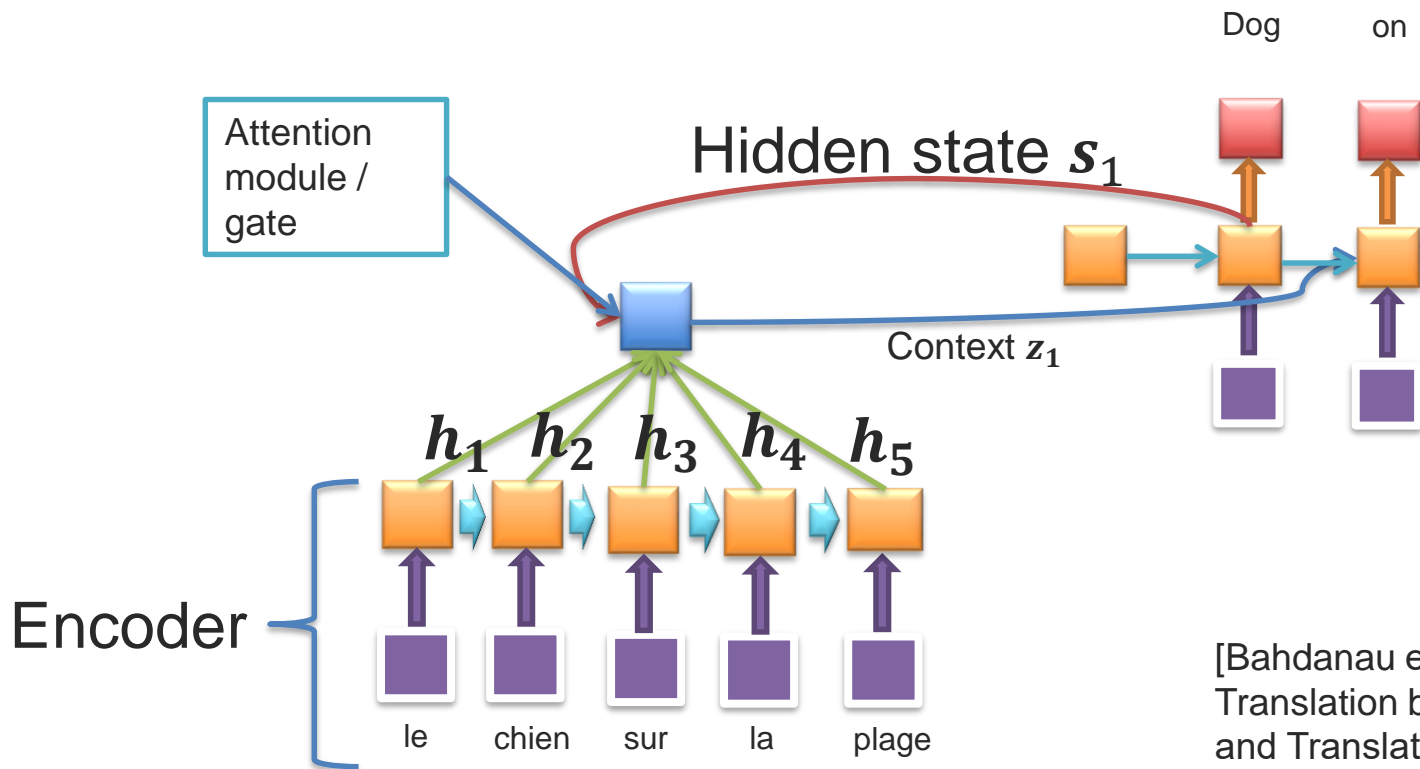 Dog on
Attention
module /
gate
Hidden state s₁
Context z₁
h₁ h₂ h₃ h₄ h₅
Encoder
le chien sur la plage
[Bahdanau
Translation
and